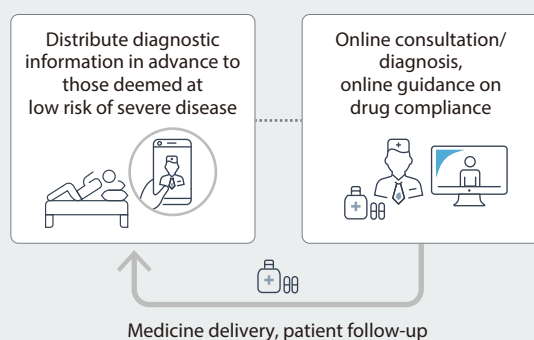 Distribute diagnostic
information in advance to
those deemed at
low risk of severe disease
Online consultation/
diagnosis,
online guidance on
drug compliance
Medicine delivery, patient follow-up